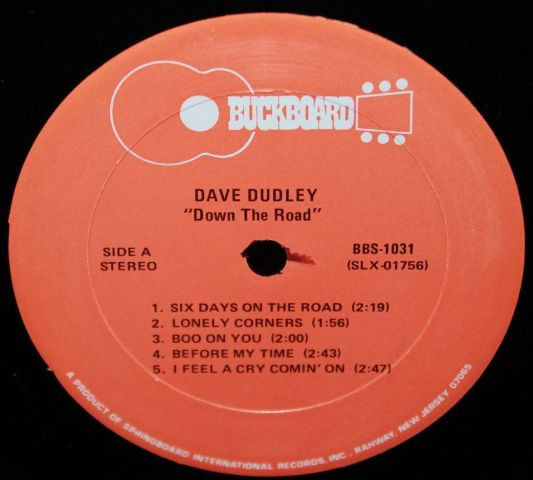 BUCKBOARD
DAVE DUDLEY
"Down The Road"
SIDE A
STEREO
BBS-1031
(SLX-01756)
1. SIX DAYS ON THE ROAD (2:19)
2. LONELY CORNERS (1:56)
3. BOO ON YOU (2:00)
4. BEFORE MY TIME (2:43)
5. I FEEL A CRY COMIN' ON (2:47)
A PRODUCT OF SPRINGBOARD INTERNATIONAL RECORDS, INC., RAHWAY, NEW JERSEY 07065